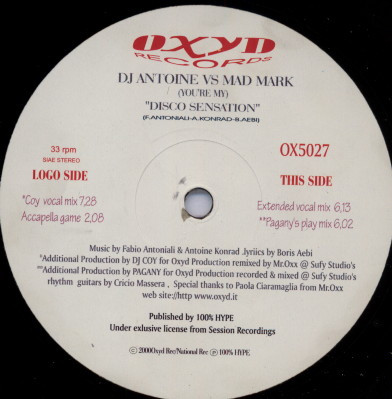 OXYD
RECORDS
DJ ANTOINE VS MAD MARK
(YOU'RE MY)
"DISCO SENSATION"
(F.ANTONIALI-A.KONRAD-B.AEBI)
33 rpm
SIAE STEREO
OX5027
LOGO SIDE
THIS SIDE
*Coy vocal mix 7,28
Accapella game 2,08
Extended vocal mix 6,13
**Pagany's play mix 6,02
Music by Fabio Antoniali & Antoine Konrad ,lyriics by Boris Aebi
*Additional Production by DJ COY for Oxyd Production remixed by Mr.Oxx @ Sufy Studio's
**Additional Production by PAGANY for Oxyd Production recorded & mixed @ Sufy Studio's
rhythm guitars by Cricio Massera , Special thanks to Paola Ciaramaglia from Mr.Oxx
web site://http www.oxyd.it
Published by 100% HYPE
Under exlusive license from Session Recordings
© 2000Oxyd Rec/National Rec ℗ 100% HYPE